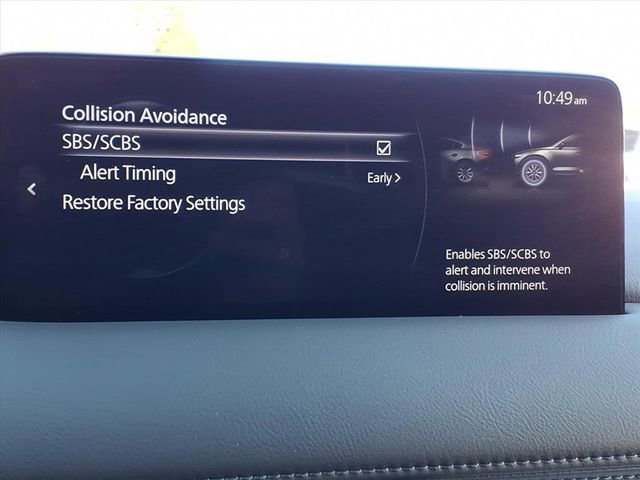 10:49am
Collision Avoidance
SBS/SCBS
Alert Timing Early >
Restore Factory Settings
Enables SBS/SCBS to
alert and intervene when
collision is imminent.